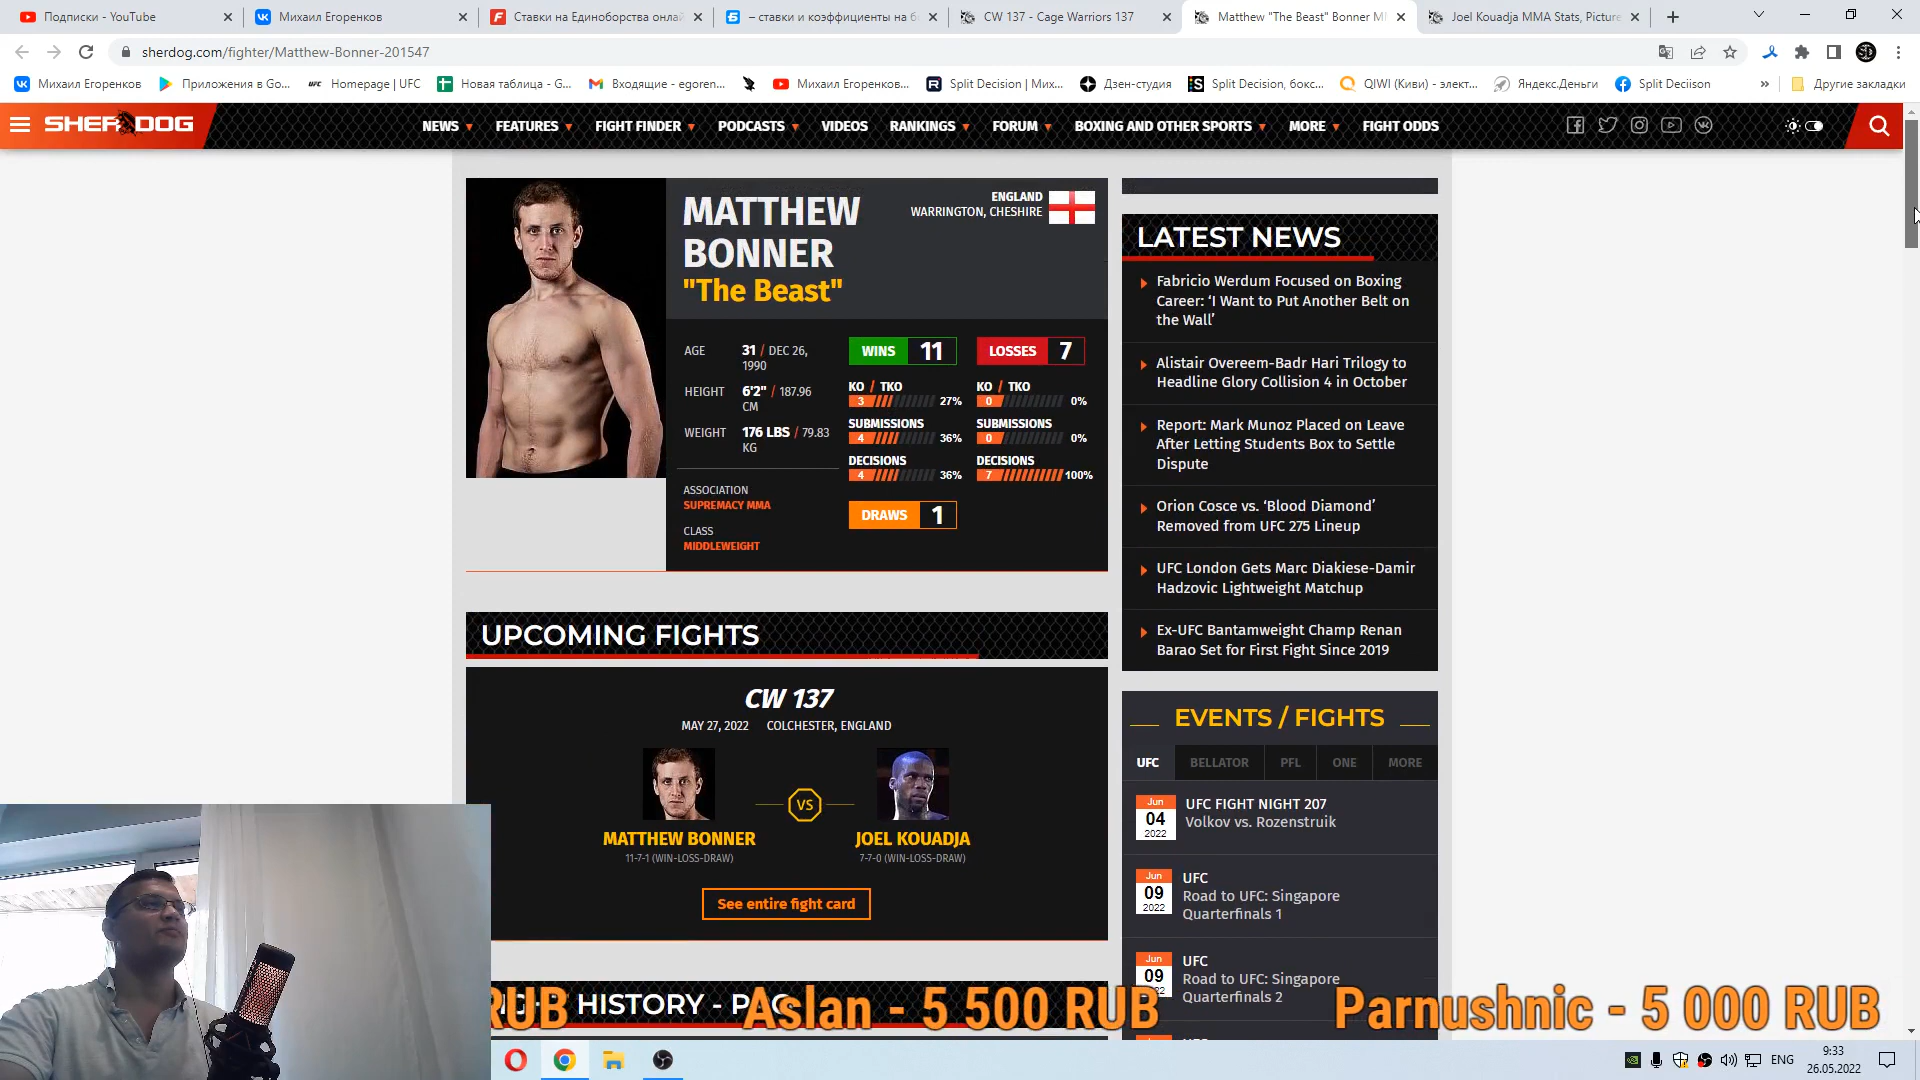 Подписки - YouTube
Михаил Егоренков
Ставки на Единоборства онлай
– ставки и коэффициенты на б
CW 137 - Cage Warriors 137
Matthew "The Beast" Bonner M
Joel Kouadja MMA Stats, Picture
sherdog.com/fighter/Matthew-Bonner-201547
Михаил Егоренков
Приложения в Go...
Homepage | UFC
Новая таблица - G...
Входящие - egoren...
Михаил Егоренков...
Split Decision | Мих...
Дзен-студия
Split Decision, бокс...
QIWI (Киви) - элект...
Яндекс.Деньги
Split Deciison
»
Другие закладки
SHERDOG
NEWS
FEATURES
FIGHT FINDER
PODCASTS
VIDEOS
RANKINGS
FORUM
BOXING AND OTHER SPORTS
MORE
FIGHT ODDS
MATTHEW
BONNER
"The Beast"
ENGLAND
WARRINGTON, CHESHIRE
AGE
31 / DEC 26,
1990
HEIGHT
6'2" / 187.96
CM
WEIGHT
176 LBS / 79.83
KG
ASSOCIATION
SUPREMACY MMA
CLASS
MIDDLEWEIGHT
WINS 11
KO / TKO
3 27%
SUBMISSIONS
4 36%
DECISIONS
4 36%
LOSSES 7
KO / TKO
0 0%
SUBMISSIONS
0 0%
DECISIONS
7 100%
DRAWS 1
UPCOMING FIGHTS
CW 137
MAY 27, 2022 COLCHESTER, ENGLAND
VS
MATTHEW BONNER
11-7-1 (WIN-LOSS-DRAW)
JOEL KOUADJA
7-7-0 (WIN-LOSS-DRAW)
See entire fight card
HISTORY -
LATEST NEWS
Fabricio Werdum Focused on Boxing
Career: ‘I Want to Put Another Belt on
the Wall’
Alistair Overeem-Badr Hari Trilogy to
Headline Glory Collision 4 in October
Report: Mark Munoz Placed on Leave
After Letting Students Box to Settle
Dispute
Orion Cosce vs. ‘Blood Diamond’
Removed from UFC 275 Lineup
UFC London Gets Marc Diakiese-Damir
Hadzovic Lightweight Matchup
Ex-UFC Bantamweight Champ Renan
Barao Set for First Fight Since 2019
EVENTS / FIGHTS
UFC
BELLATOR
PFL
ONE
MORE
Jun
04
2022
UFC FIGHT NIGHT 207
Volkov vs. Rozenstruik
Jun
09
2022
UFC
Road to UFC: Singapore
Quarterfinals 1
Jun
09
UFC
Road to UFC: Singapore
Quarterfinals 2
RUB
Aslan - 5 500 RUB
Parnushnic - 5 000 RUB
ENG
9:33
26.05.2022